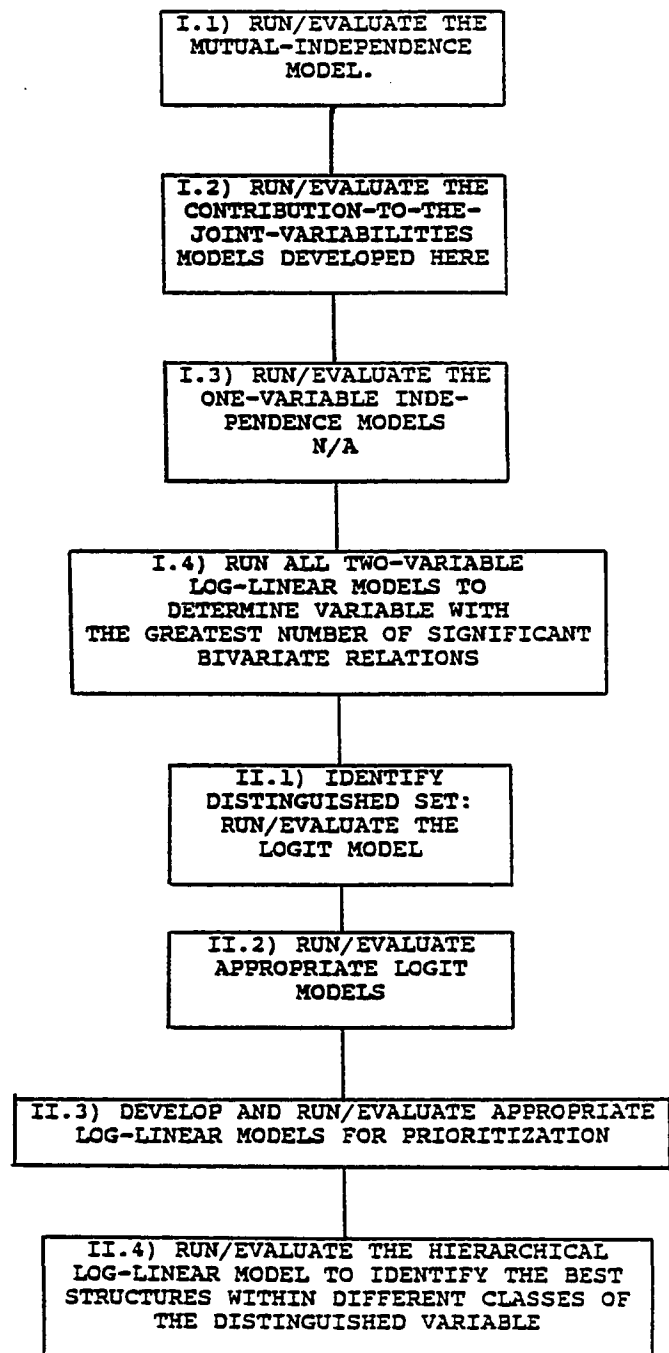 I.1) RUN/EVALUATE THE
MUTUAL-INDEPENDENCE
MODEL.
I.2) RUN/EVALUATE THE
CONTRIBUTION-TO-THE-
JOINT-VARIABILITIES
MODELS DEVELOPED HERE
I.3) RUN/EVALUATE THE
ONE-VARIABLE INDE-
PENDENCE MODELS
N/A
I.4) RUN ALL TWO-VARIABLE
LOG-LINEAR MODELS TO
DETERMINE VARIABLE WITH
THE GREATEST NUMBER OF SIGNIFICANT
BIVARIATE RELATIONS
II.1) IDENTIFY
DISTINGUISHED SET:
RUN/EVALUATE THE
LOGIT MODEL
II.2) RUN/EVALUATE
APPROPRIATE LOGIT
MODELS
II.3) DEVELOP AND RUN/EVALUATE APPROPRIATE
LOG-LINEAR MODELS FOR PRIORITIZATION
II.4) RUN/EVALUATE THE HIERARCHICAL
LOG-LINEAR MODEL TO IDENTIFY THE BEST
STRUCTURES WITHIN DIFFERENT CLASSES OF
THE DISTINGUISHED VARIABLE